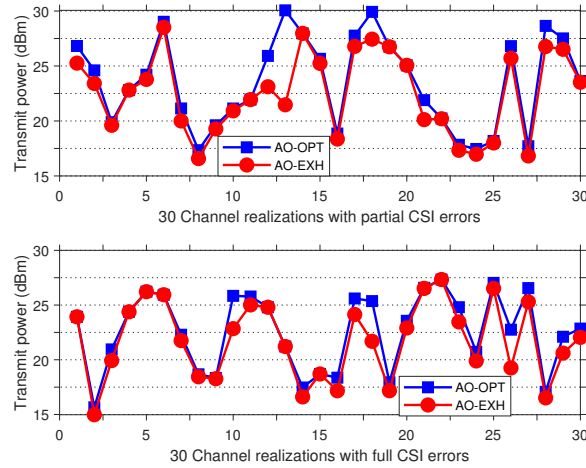 30
25
20
15
Transmit power (dBm)
AO-OPT
AO-EXH
0 5 10 15 20 25 30
30 Channel realizations with partial CSI errors
30
25
20
15
Transmit power (dBm)
AO-OPT
AO-EXH
0 5 10 15 20 25 30
30 Channel realizations with full CSI errors